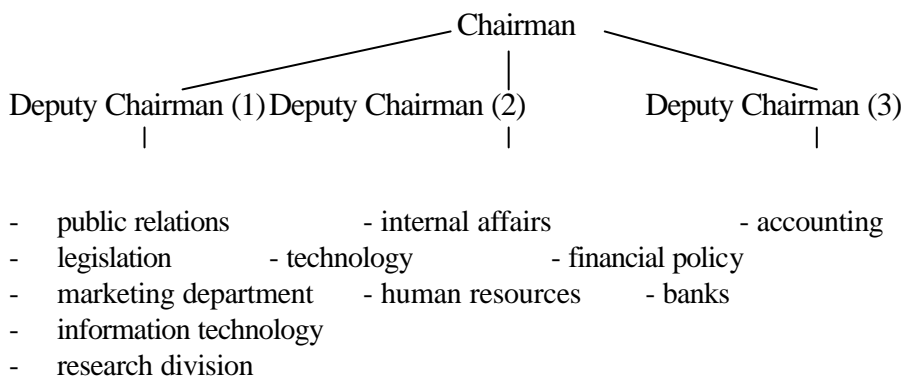 Chairman
Deputy Chairman (1) Deputy Chairman (2) Deputy Chairman (3)
- public relations - internal affairs - accounting
- legislation - technology - financial policy
- marketing department - human resources - banks
- information technology
- research division